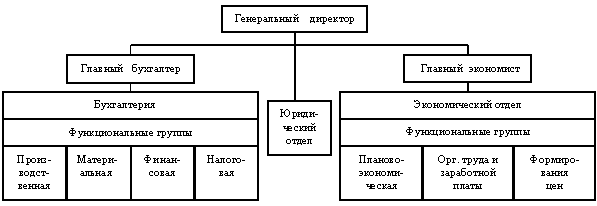 Генеральный директор
Главный бухгалтер
Главный экономист
Бухгалтерия
Функциональные группы
Произ-
водст-
венная
Матери-
альная
Финан-
совая
Налого-
вая
Юриди-
ческий
отдел
Экономический отдел
Функциональные группы
Планово-
экономи-
ческая
Орг. труда и
заработной
платы
Формиро-
вания
цен